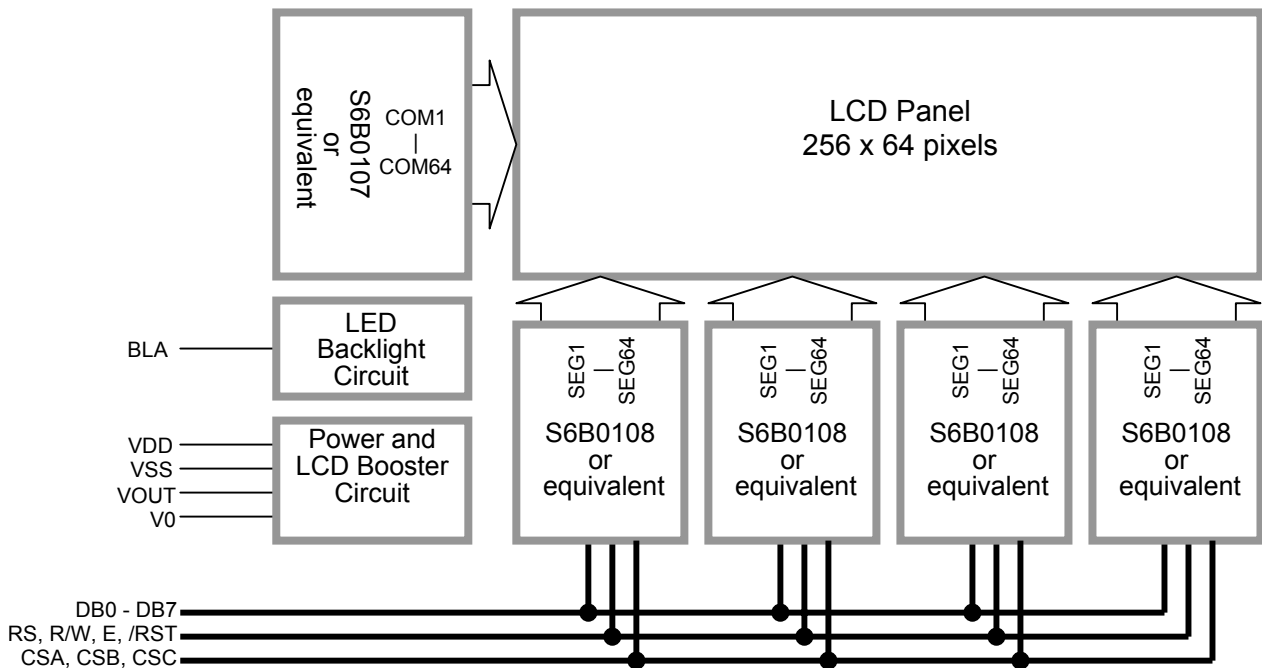 S6B0107
or
equivalent
COM1
|
COM64
LCD Panel
256 x 64 pixels
BLA
LED
Backlight
Circuit
VDD
VSS
VOUT
V0
Power and
LCD Booster
Circuit
SEG1
|
SEG64
S6B0108
or
equivalent
SEG1
|
SEG64
S6B0108
or
equivalent
SEG1
|
SEG64
S6B0108
or
equivalent
SEG1
|
SEG64
S6B0108
or
equivalent
DB0 - DB7
RS, R/W, E, /RST
CSA, CSB, CSC